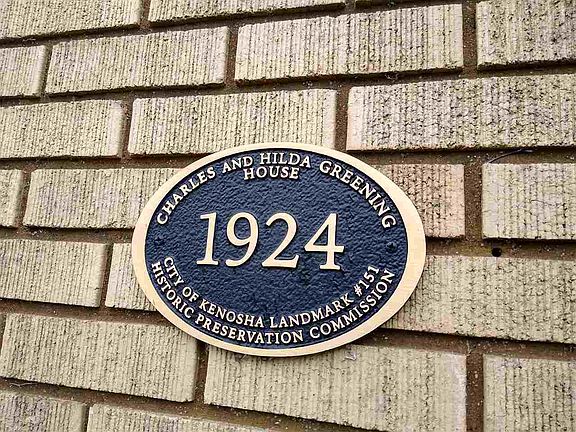 CHARLES AND HILDA GREENING
HOUSE
1924
CITY OF KENOSHA LANDMARK #151
HISTORIC PRESERVATION COMMISSION